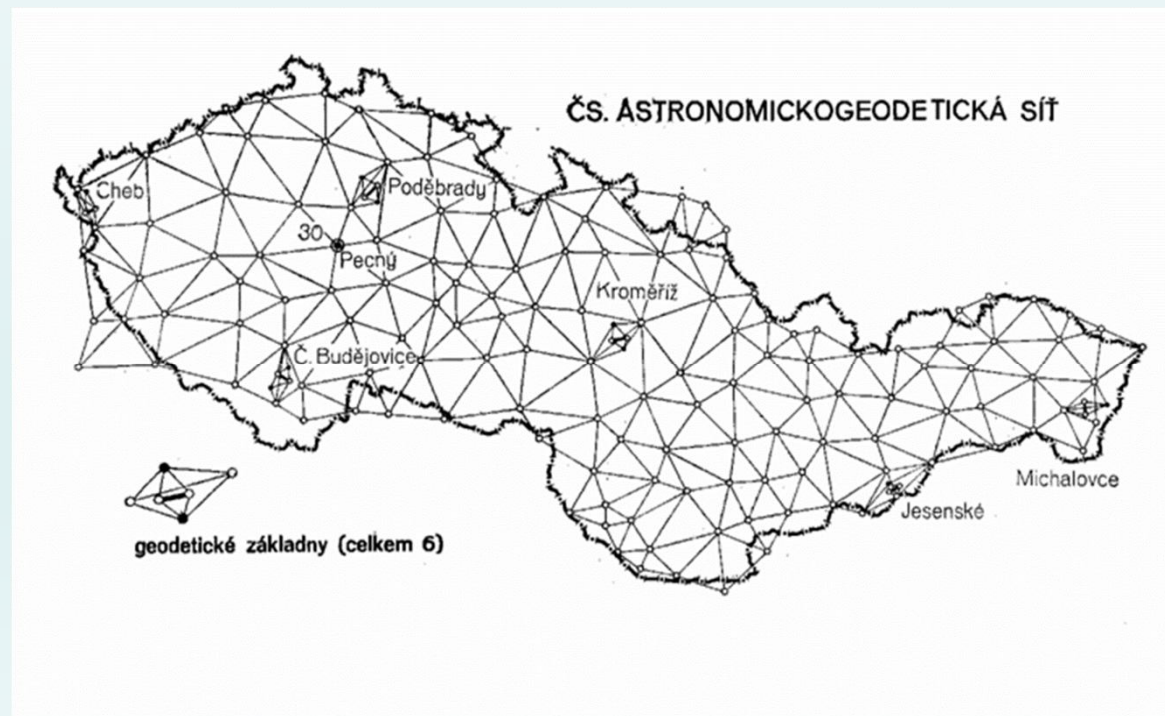 ČS. ASTRONOMICKOGEODETICKÁ SÍŤ
Cheb
Poděbrady
30
Pecný
Kroměříž
Č. Budějovice
Michalovce
Jesenské
geodetické základny (celkem 6)